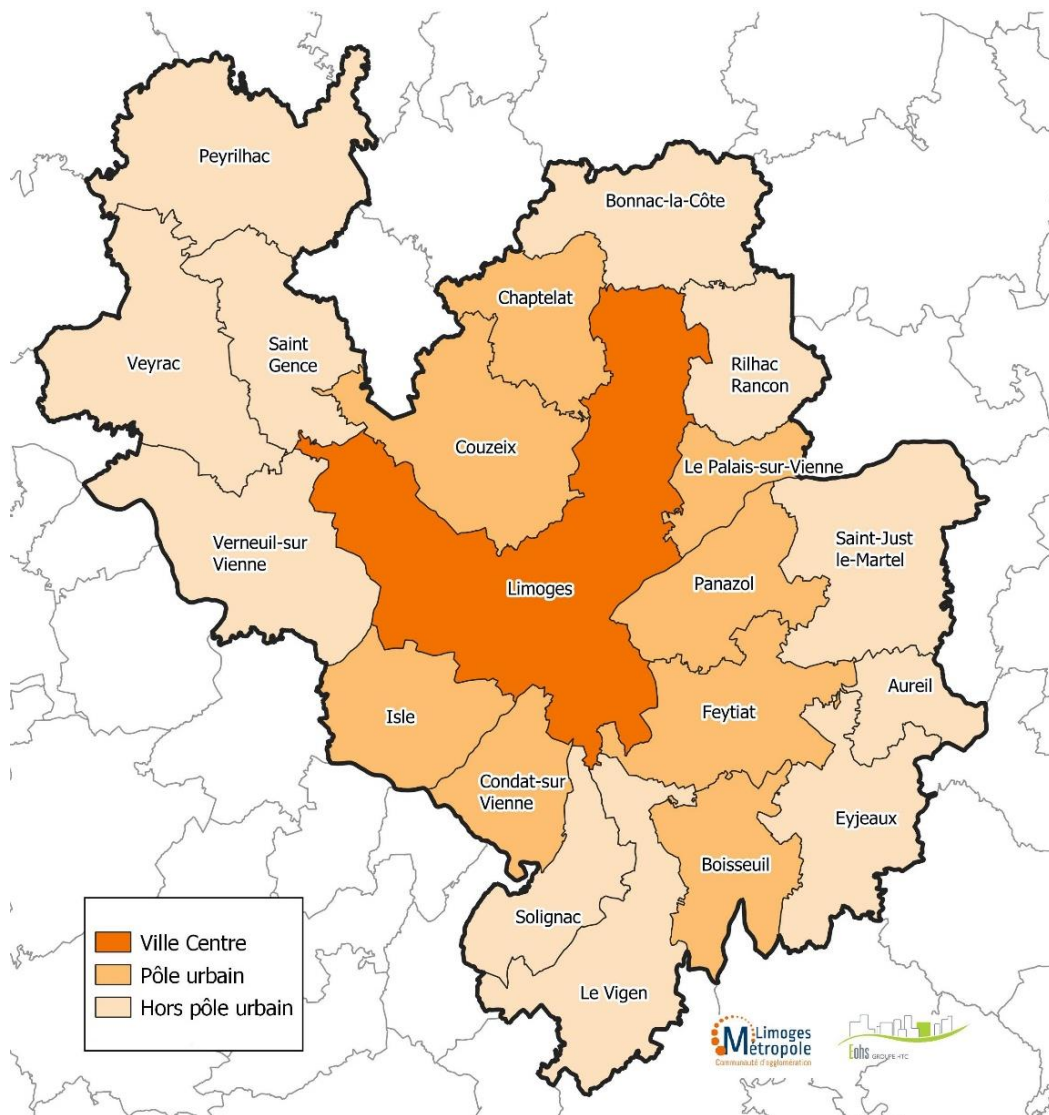 Peyrilhac
Bonnac-la-Côte
Chaptelat
Saint
Gence
Veyrac
Rilhac
Rancon
Couzeix
Le Palais-sur-Vienne
Verneuil-sur
Vienne
Saint-Just
le-Martel
Panazol
Limoges
Aureil
Isle
Feytiat
Condat-sur
Vienne
Eyjeaux
Boisseuil
Solignac
Le Vigen
Ville Centre
Pôle urbain
Hors pôle urbain
Limoges
Métropole
Communauté d'agglomération
Eohs GROUPE HTC